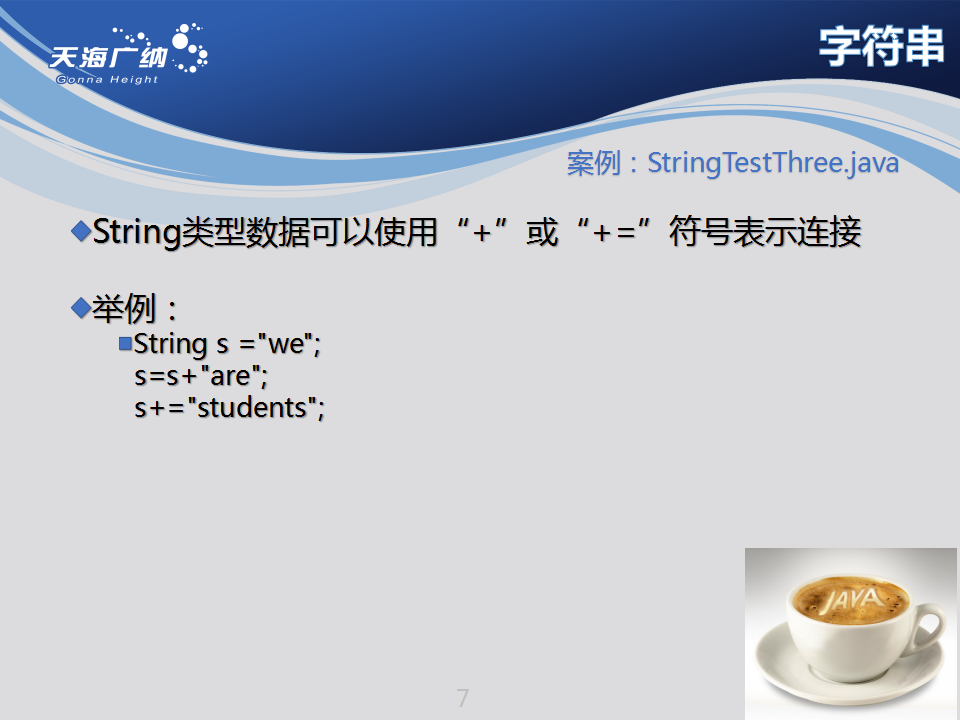 天海广纳
Gonna Height
字符串
案例：StringTestThree.java
String类型数据可以使用“+”或“+=”符号表示连接
举例：
String s ="we";
s=s+"are";
s+="students";
JAVA
7